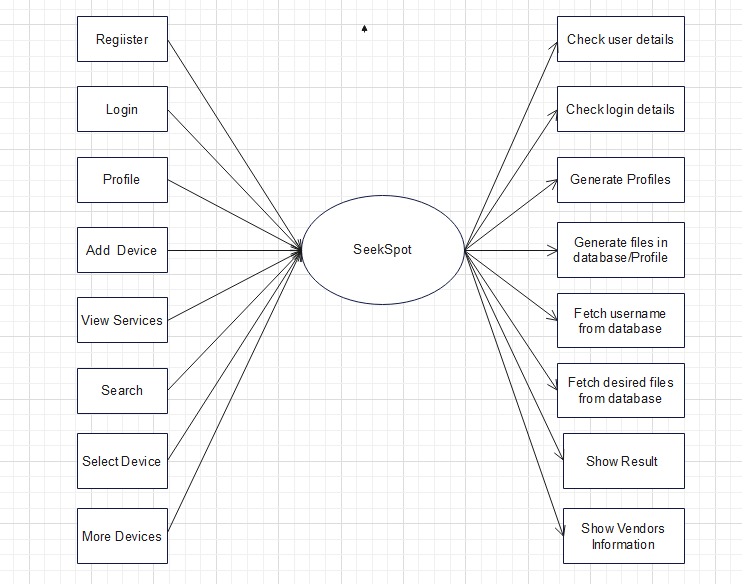 Regiister
Check user details
Login
Check login details
Profile
Generate Profiles
Add  Device
SeekSpot
Generate files in
database/Profile
View Services
Fetch username
from database
Search
Fetch desired files
from database
Select Device
Show Result
More Devices
Show Vendors
Information